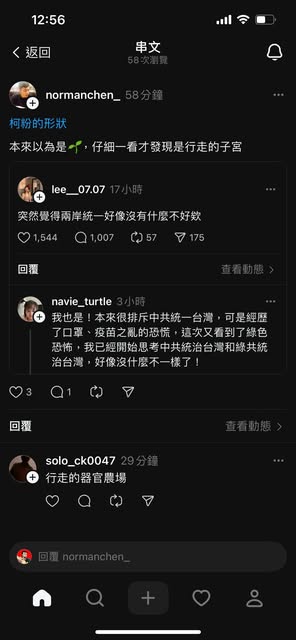 12:56
返回
串文
58次瀏覽
normanchen_ 58分鐘
柯粉的形狀
本來以為是🌱，仔細一看才發現是行走的子宮
lee__07.07 17小時
突然覺得兩岸統一好像沒有什麼不好欸
1,544 1,007 57 175
回覆 查看動態
navie_turtle 3小時
我也是！本來很排斥中共統一台灣，可是經歷
了口罩、疫苗之亂的恐慌，這次又看到了綠色
恐怖，我已經開始思考中共統治台灣和綠共統
治台灣，好像沒什麼不一樣了！
3 1
回覆 查看動態
solo_ck0047 29分鐘
行走的器官農場
回覆 normanchen_